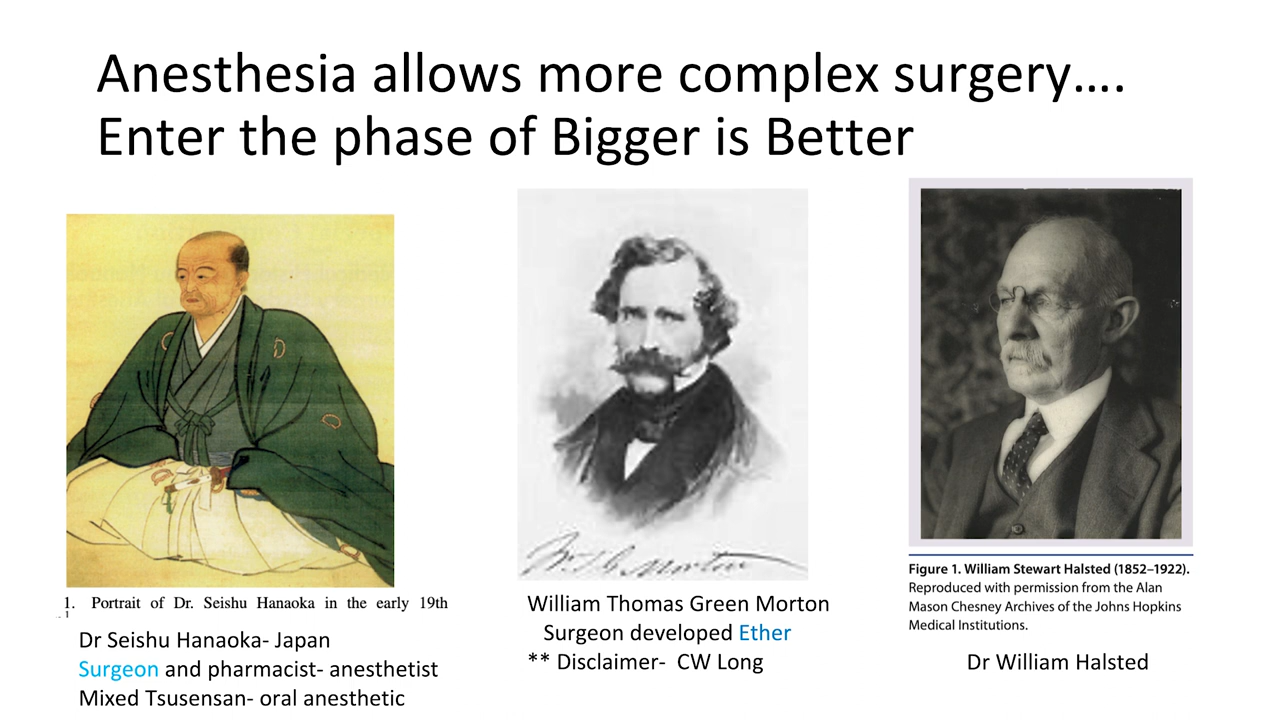 Anesthesia allows more complex surgery….
Enter the phase of Bigger is Better
1. Portrait of Dr. Seishu Hanaoka in the early 19th
Dr Seishu Hanaoka- Japan
Surgeon and pharmacist- anesthetist
Mixed Tsusensan- oral anesthetic
W. T. G. Morton
William Thomas Green Morton
Surgeon developed Ether
** Disclaimer- CW Long
Figure 1. William Stewart Halsted (1852–1922).
Reproduced with permission from the Alan
Mason Chesney Archives of the Johns Hopkins
Medical Institutions.
Dr William Halsted